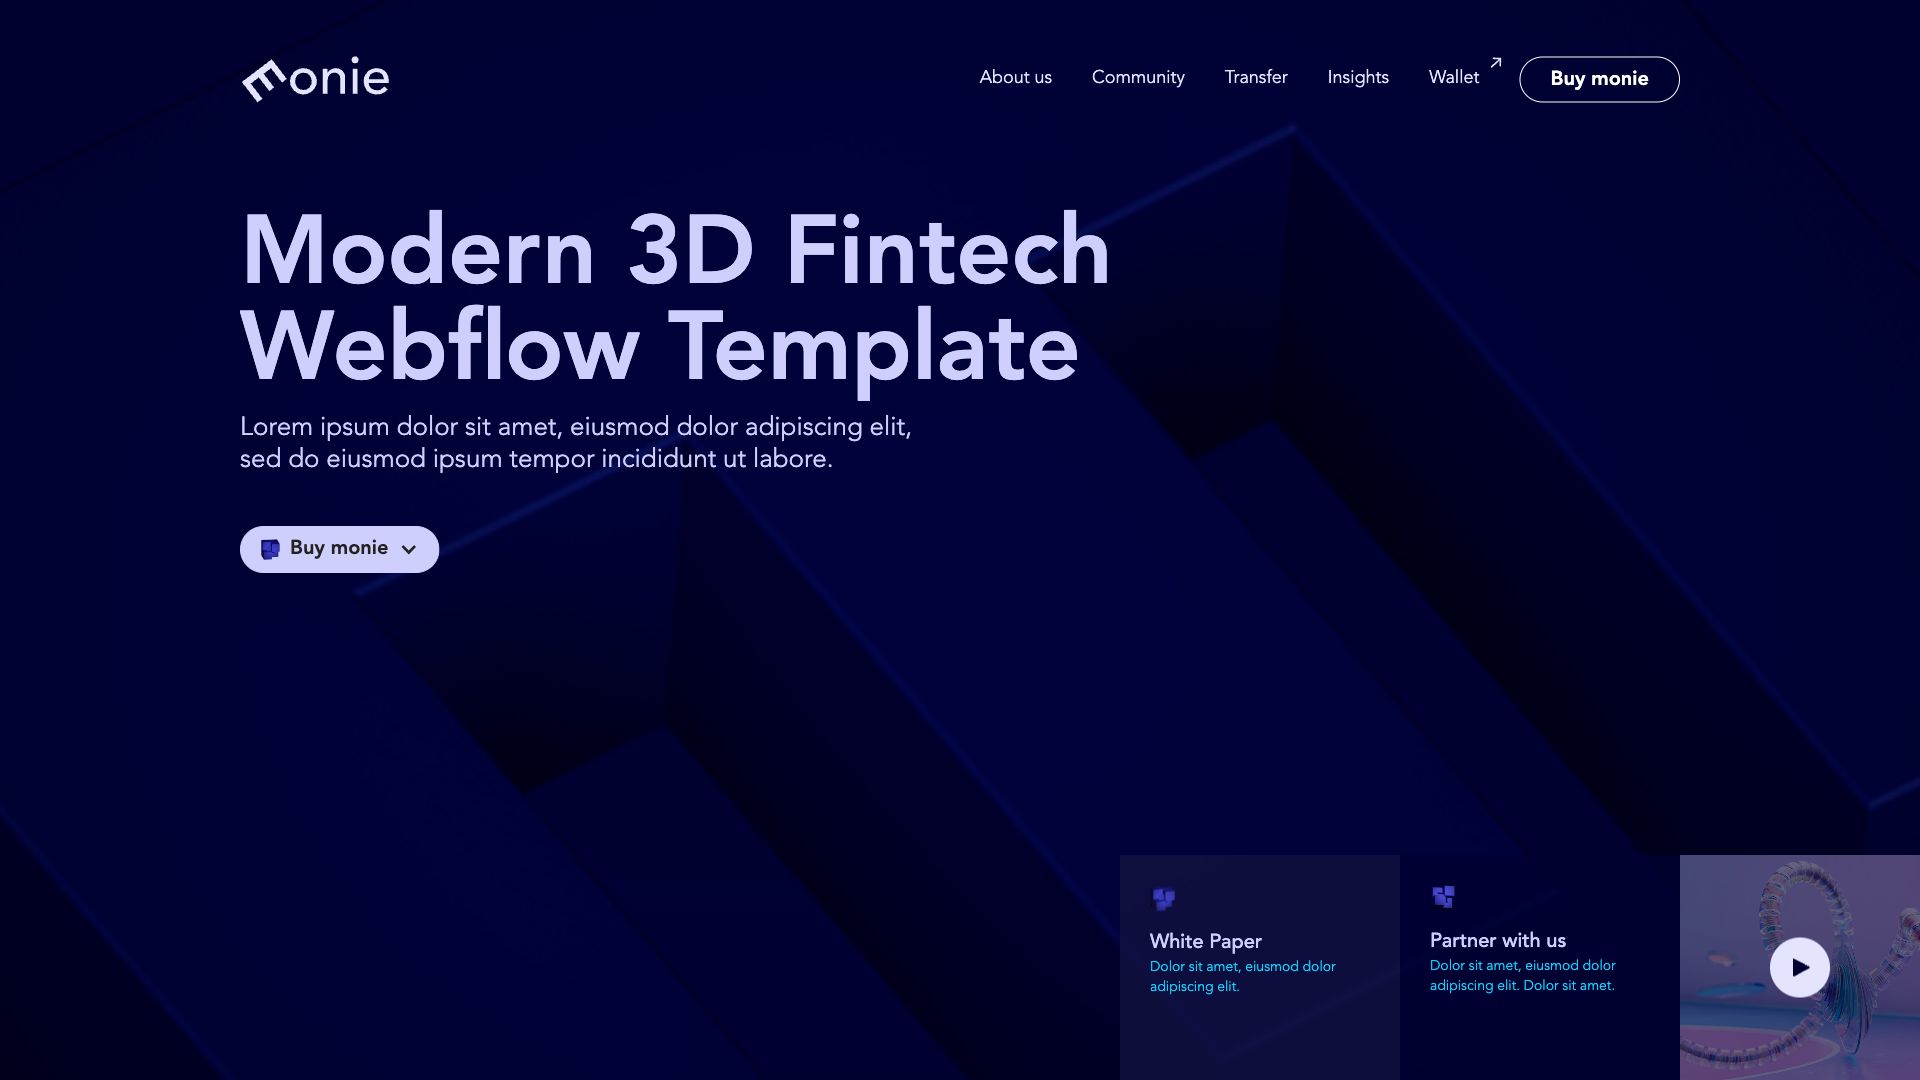 monie
About us
Community
Transfer
Insights
Wallet
Buy monie
Modern 3D Fintech
Webflow Template
Lorem ipsum dolor sit amet, eiusmod dolor adipiscing elit,
sed do eiusmod ipsum tempor incididunt ut labore.
Buy monie
White Paper
Dolor sit amet, eiusmod dolor
adipiscing elit.
Partner with us
Dolor sit amet, eiusmod dolor
adipiscing elit. Dolor sit amet.